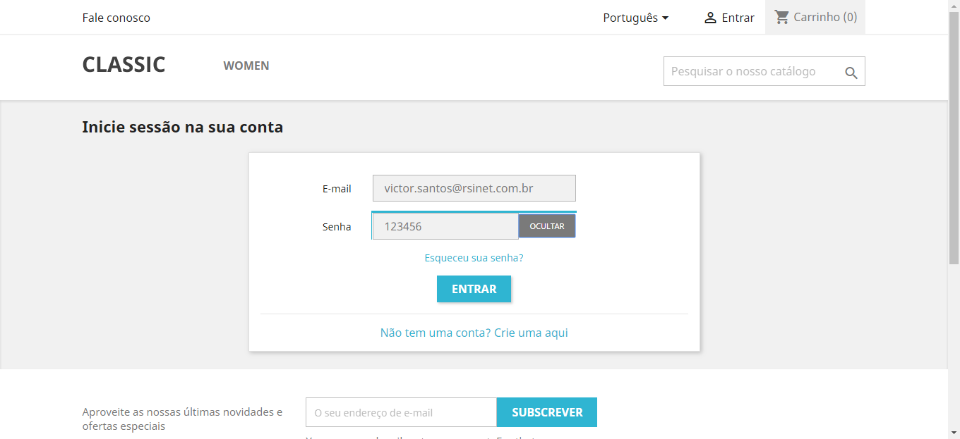 Fale conosco
Português
Entrar
Carrinho (0)
CLASSIC
WOMEN
Pesquisar o nosso catálogo
Inicie sessão na sua conta
E-mail
victor.santos@rsinet.com.br
Senha
123456
OCULTAR
Esqueceu sua senha?
ENTRAR
Não tem uma conta? Crie uma aqui
Aproveite as nossas últimas novidades e
ofertas especiais
O seu endereço de e-mail
SUBSCREVER